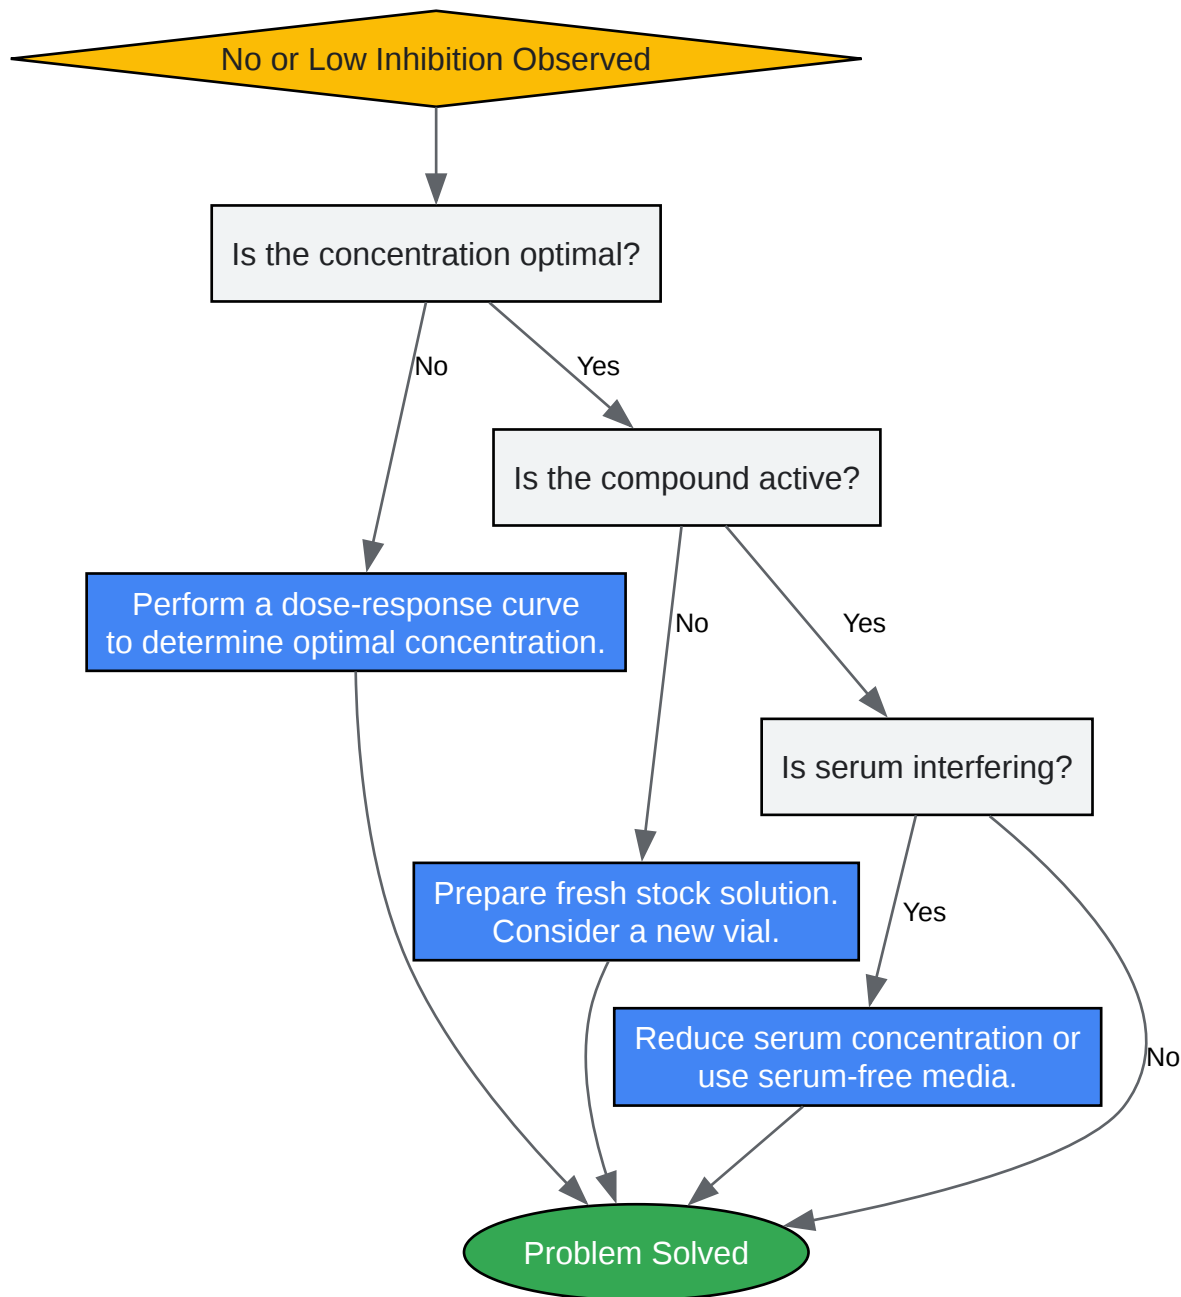 No or Low Inhibition Observed
Is the concentration optimal?
No
Yes
Is the compound active?
Perform a dose-response curve
to determine optimal concentration.
No
Yes
Is serum interfering?
Prepare fresh stock solution.
Consider a new vial.
Yes
Reduce serum concentration or
use serum-free media.
No
Problem Solved